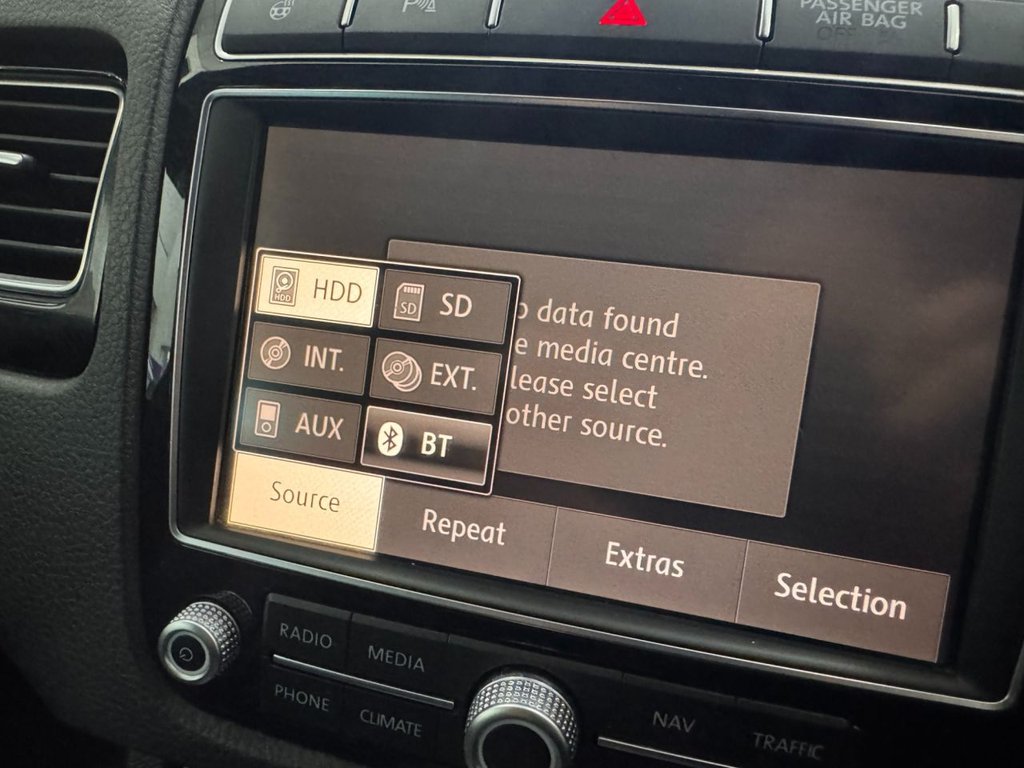 PASSENGER
AIR BAG
OFF
HDD
HDD
SD
SD
INT.
EXT.
AUX
BT
data found
media centre.
lease select
other source.
Source
Repeat
Extras
Selection
RADIO
MEDIA
PHONE
CLIMATE
NAV
TRAFFIC